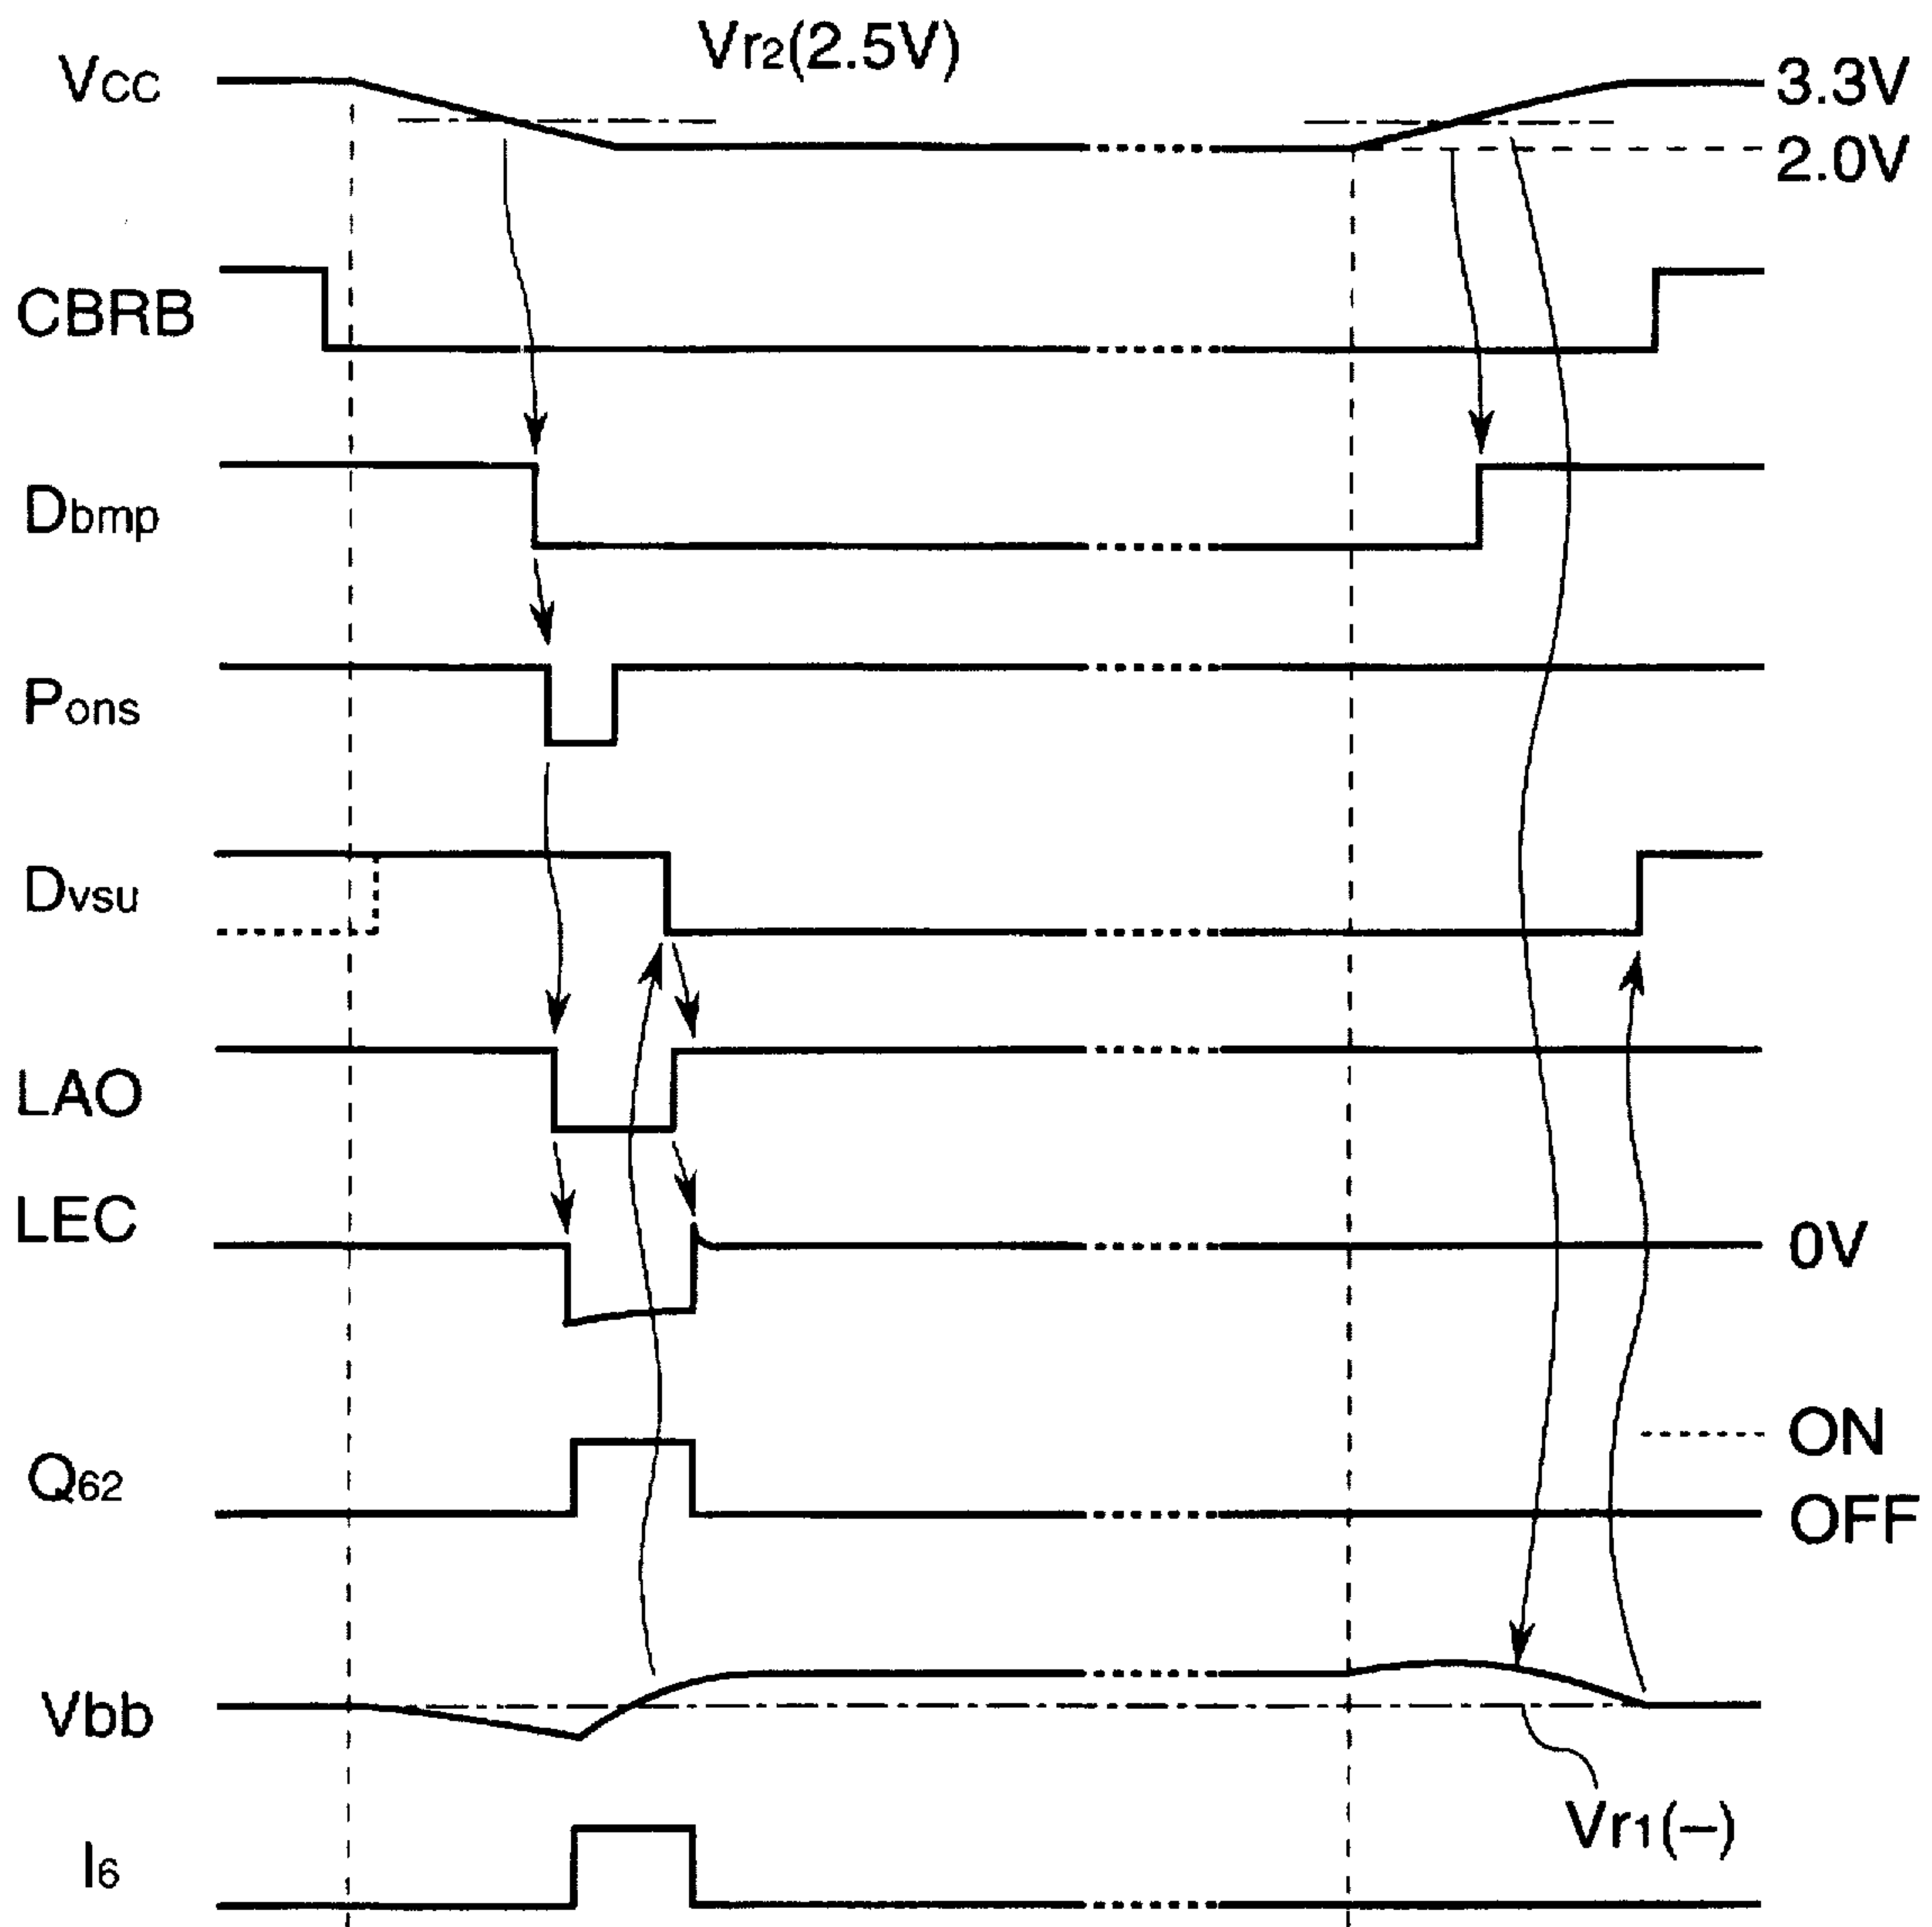 Vr2(2.5V)
Vcc
3.3V
2.0V
CBRB
Dbmp
Pons
Dvsu
LAO
LEC
0V
ON
Q62
OFF
Vbb
Vr1(–)
I6